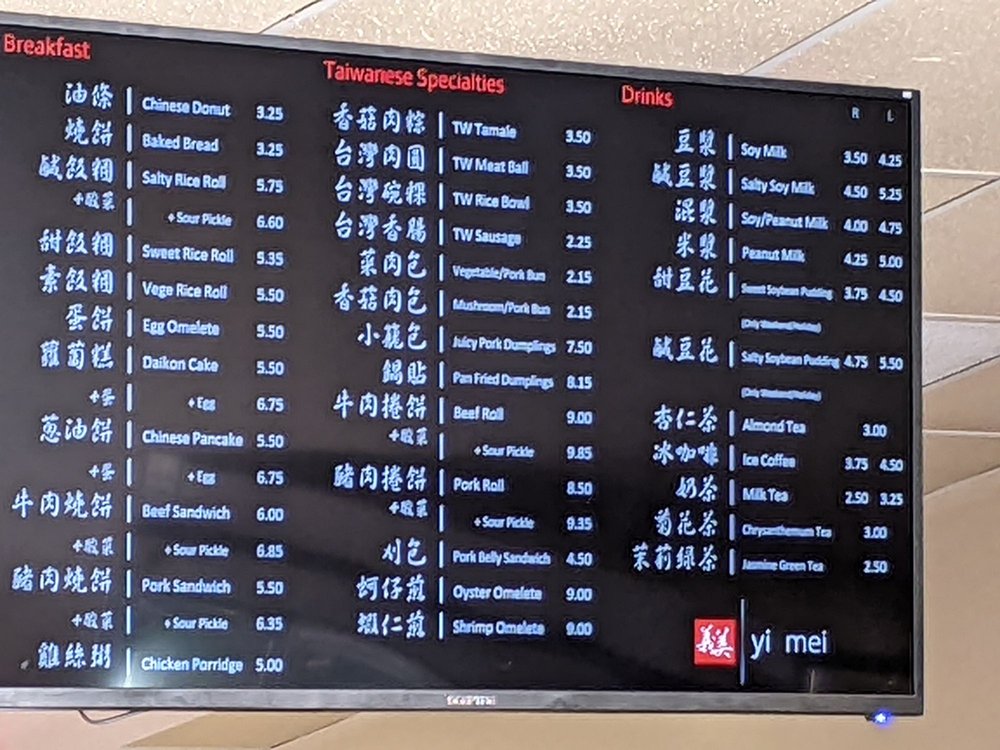 Breakfast
油條 Chinese Donut 3.25
燒餅 Baked Bread 3.25
鹹飯糰 Salty Rice Roll 5.75
+酸菜 +Sour Pickle 6.60
甜飯糰 Sweet Rice Roll 5.35
素飯糰 Vege Rice Roll 5.50
蛋餅 Egg Omelete 5.50
蘿蔔糕 Daikon Cake 5.50
+蛋 +Egg 6.75
蔥油餅 Chinese Pancake 5.50
+蛋 +Egg 6.75
牛肉燒餅 Beef Sandwich 6.00
+酸菜 +Sour Pickle 6.85
豬肉燒餅 Pork Sandwich 5.50
+酸菜 +Sour Pickle 6.35
雞絲粥 Chicken Porridge 5.00
Taiwanese Specialties
香菇肉粽 TW Tamale 3.50
台灣肉圓 TW Meat Ball 3.50
台灣碗粿 TW Rice Bowl 3.50
台灣香腸 TW Sausage 2.25
菜肉包 Vegetable/Pork Bun 2.15
香菇肉包 Mushroom/Pork Bun 2.15
小籠包 Juicy Pork Dumplings 7.50
鍋貼 Pan Fried Dumplings 8.15
牛肉捲餅 Beef Roll 9.00
+酸菜 +Sour Pickle 9.85
豬肉捲餅 Pork Roll 8.50
+酸菜 +Sour Pickle 9.35
刈包 Pork Belly Sandwich 4.50
蚵仔煎 Oyster Omelete 9.00
蝦仁煎 Shrimp Omelete 9.00
Drinks R L
豆漿 Soy Milk 3.50 4.25
鹹豆漿 Salty Soy Milk 4.50 5.25
混漿 Soy/Peanut Milk 4.00 4.75
米漿 Peanut Milk 4.25 5.00
甜豆花 Sweet Soybean Pudding 3.75 4.50
(Only Weekend/Holiday)
鹹豆花 Salty Soybean Pudding 4.75 5.50
(Only Weekend/Holiday)
杏仁茶 Almond Tea 3.00
冰咖啡 Ice Coffee 3.75 4.50
奶茶 Milk Tea 2.50 3.25
菊花茶 Chrysanthemum Tea 3.00
茉莉綠茶 Jasmine Green Tea 2.50
義美 yi mei